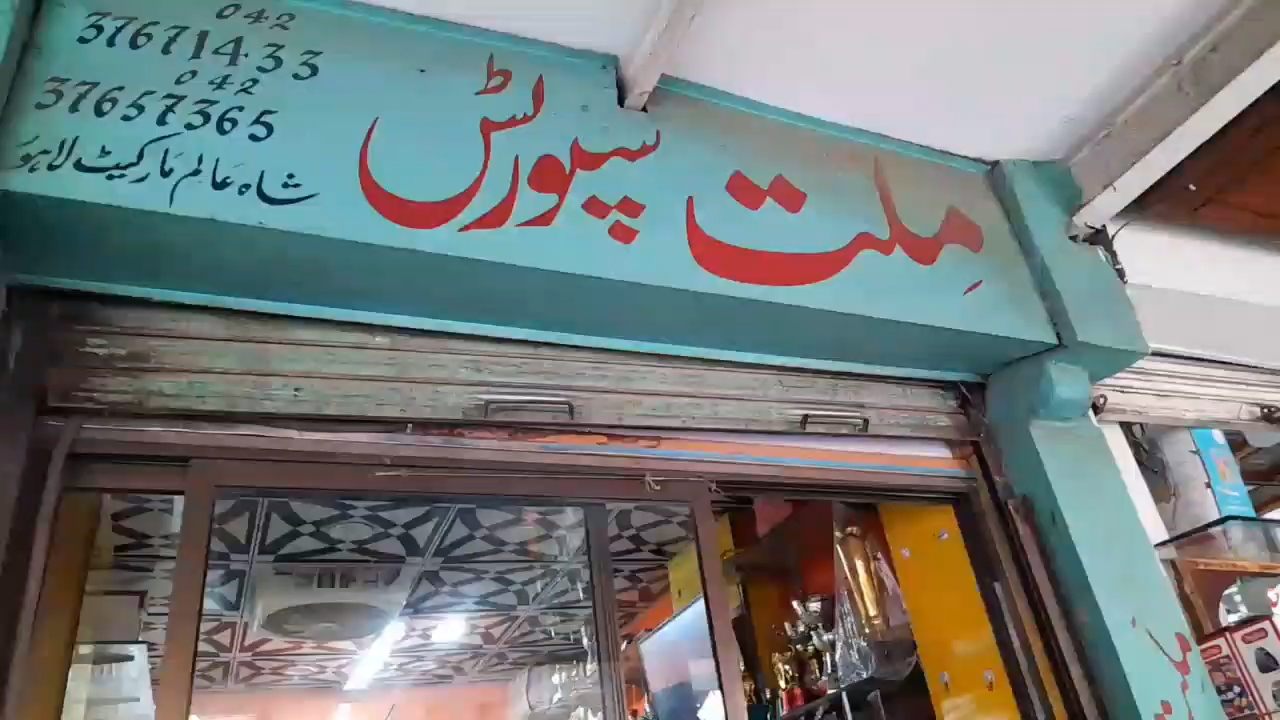 ملت سپورٹس
042
37671433
042
37657365
شاہ عالم مارکیٹ لاہور